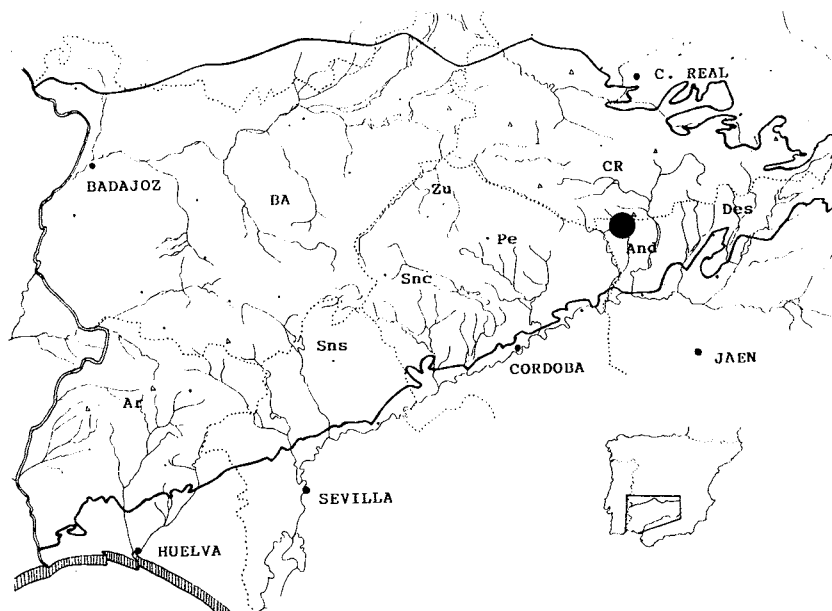 C. REAL
BADAJOZ
BA
Zu
CR
Des
Pe
And
Snc
Sns
CORDOBA
JAEN
Ar
SEVILLA
HUELVA